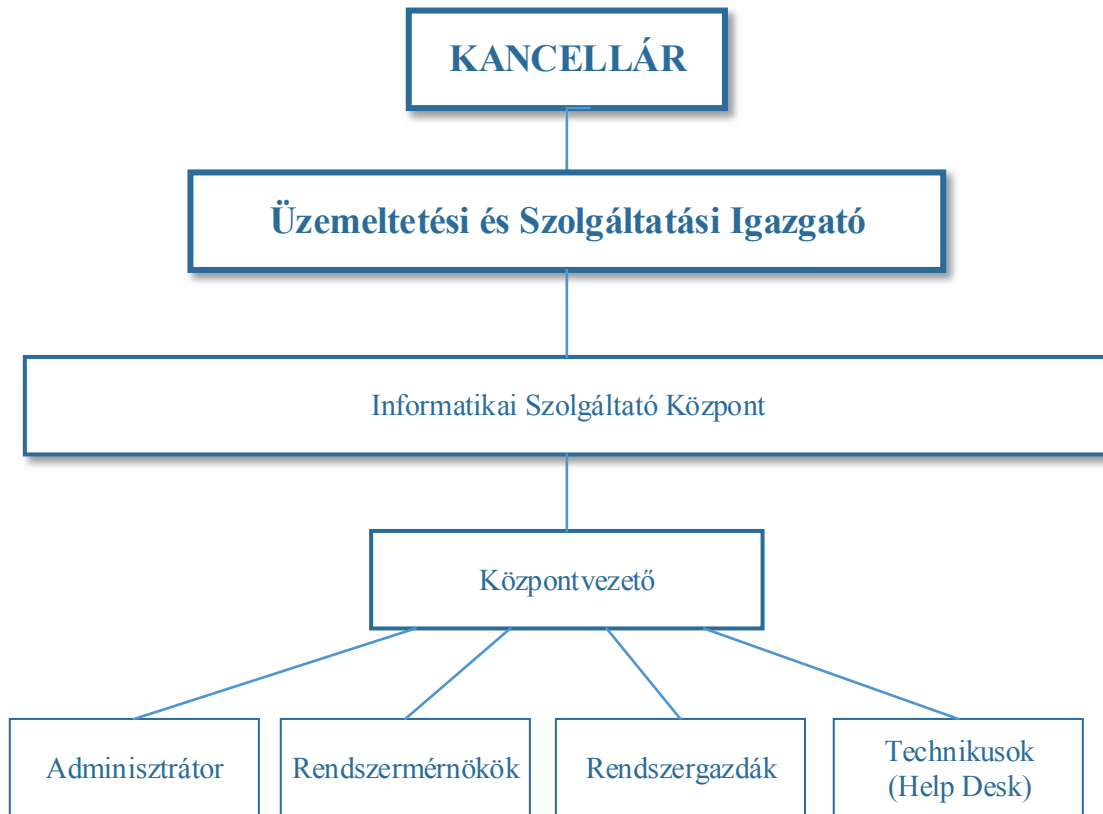 KANCELLÁR
Üzemeltetési és Szolgáltatási Igazgató
Informatikai Szolgáltató Központ
Központvezető
Adminisztrátor
Rendszermérnökök
Rendszergazdák
Technikusok
(Help Desk)